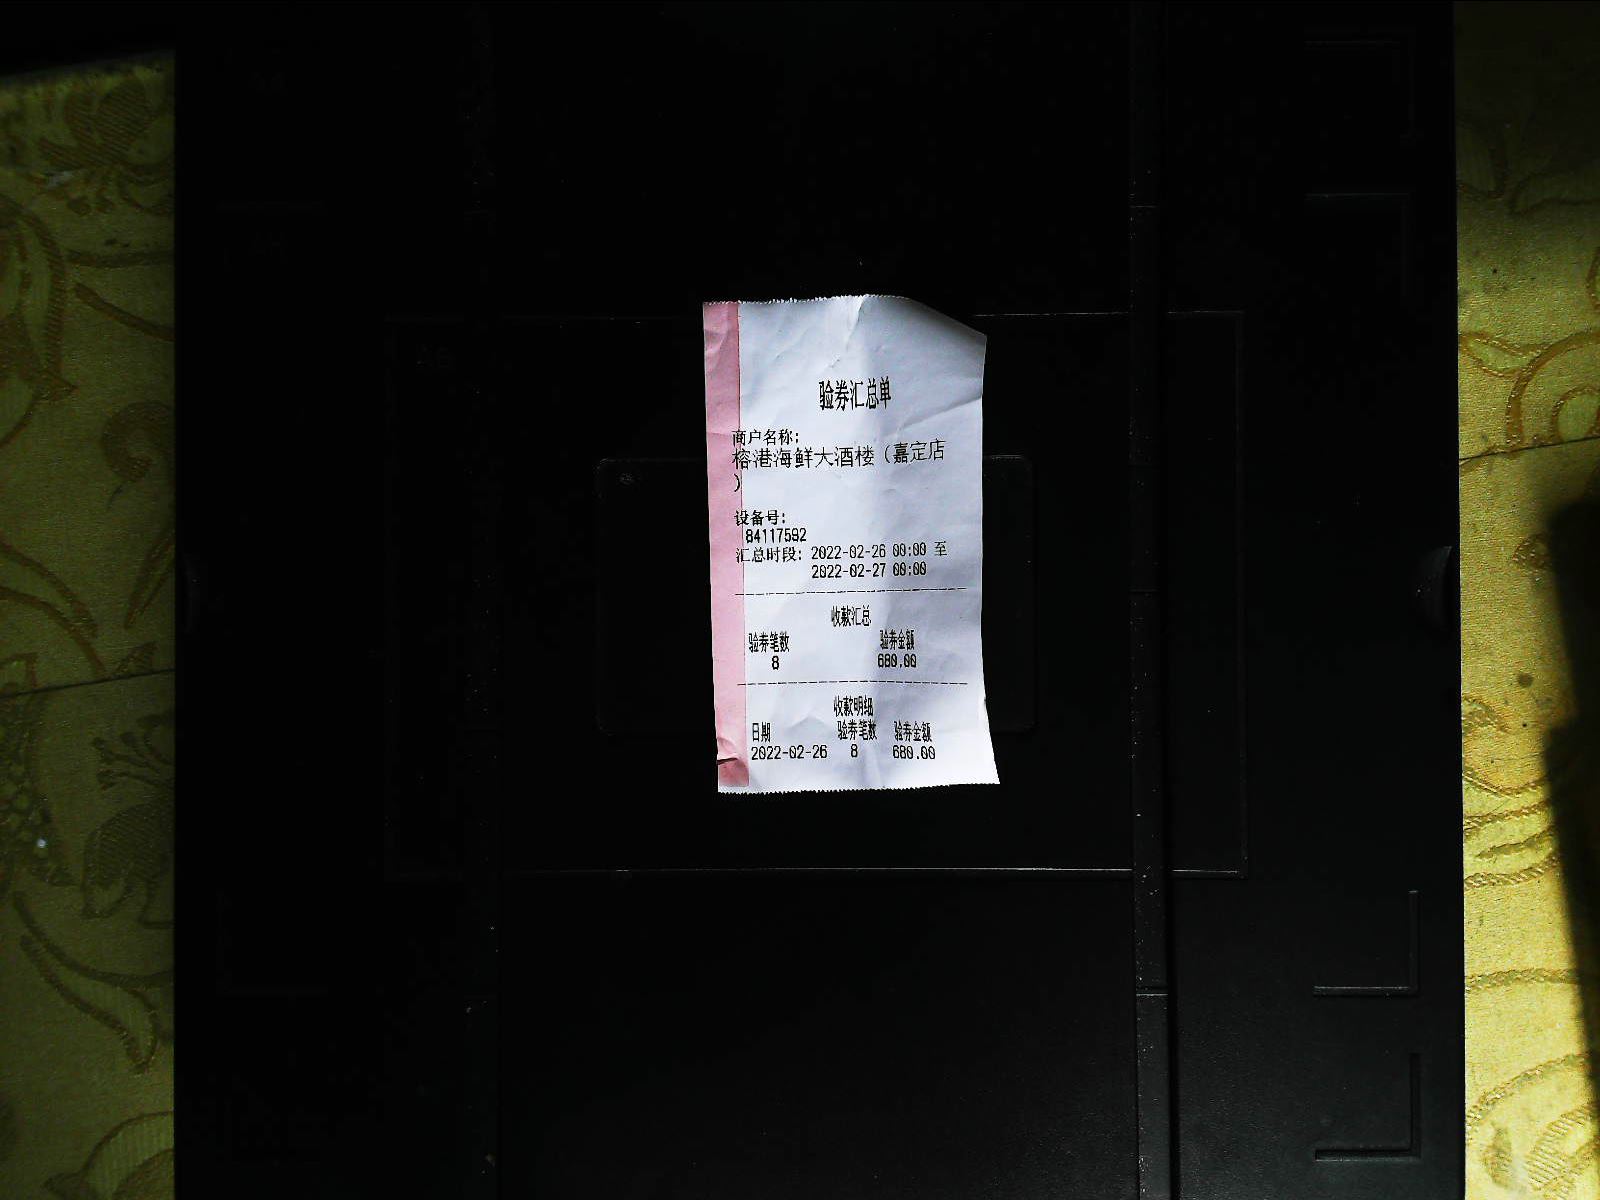 验券汇总单
商户名称:
榕港海鲜大酒楼（嘉定店
）
设备号:
84117592
汇总时段: 2022-02-26 00:00 至
2022-02-27 00:00
收款汇总
验券笔数 验券金额
8 680.00
收款明细
日期 验券笔数 验券金额
2022-02-26 8 680.00